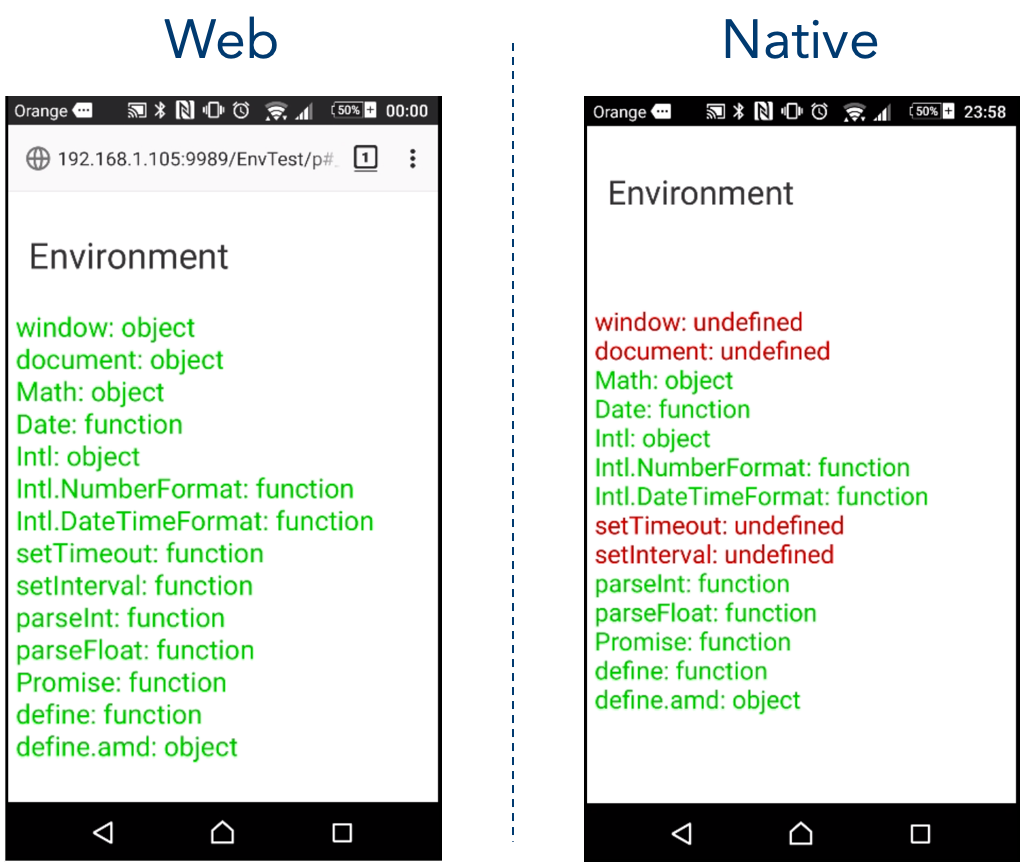 Web
Orange 50% 00:00
192.168.1.105:9989/EnvTest/p#_
1
Environment
window: object
document: object
Math: object
Date: function
Intl: object
Intl.NumberFormat: function
Intl.DateTimeFormat: function
setTimeout: function
setInterval: function
parseInt: function
parseFloat: function
Promise: function
define: function
define.amd: object
Native
Orange 50% 23:58
Environment
window: undefined
document: undefined
Math: object
Date: function
Intl: object
Intl.NumberFormat: function
Intl.DateTimeFormat: function
setTimeout: undefined
setInterval: undefined
parseInt: function
parseFloat: function
Promise: function
define: function
define.amd: object